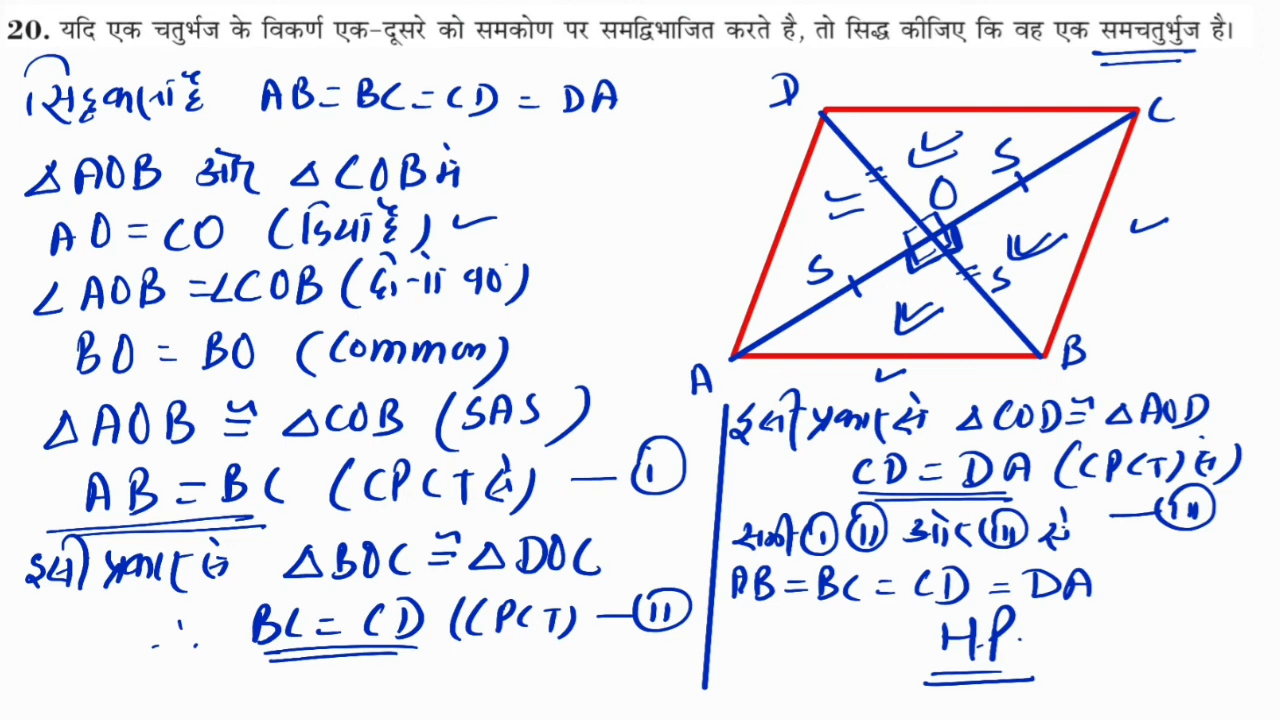 20. यदि एक चतुर्भज के विकर्ण एक-दूसरे को समकोण पर समद्विभाजित करते है, तो सिद्ध कीजिए कि वह एक समचतुर्भुज है।
सिद्ध करना है AB = BC = CD = DA
△AOB और △COB में
AO = CO (दिया है) ✓
∠AOB = ∠COB (दोनों 90°)
BO = BO (Common)
△AOB ≅ △COB (SAS)
AB = BC (CPCT से) — (I)
इसी प्रकार से △BOC ≅ △DOC
∴ BC = CD (CPCT) — (II)
D
C
S
O
S
S
A
B
इसी प्रकार से △COD ≅ △AOD
CD = DA (CPCT) से)
— (III)
समी० (I) (II) और (III) से
AB = BC = CD = DA
H.P.